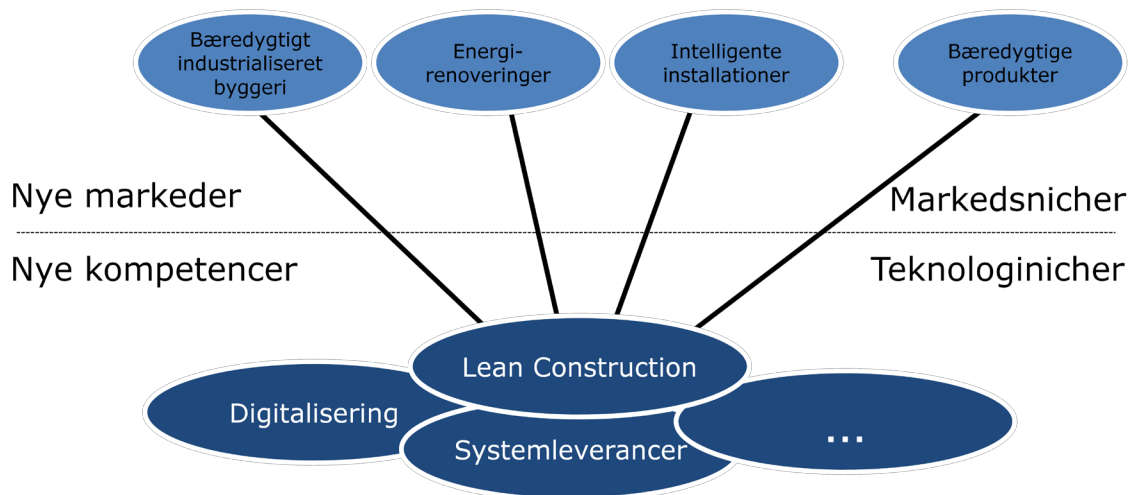 Bæredygtigt
industrialiseret
byggeri
Energi-
renoveringer
Intelligente
installationer
Bæredygtige
produkter
Nye markeder
Markedsnicher
Nye kompetencer
Teknologinicher
Lean Construction
Digitalisering
Systemleverancer
...